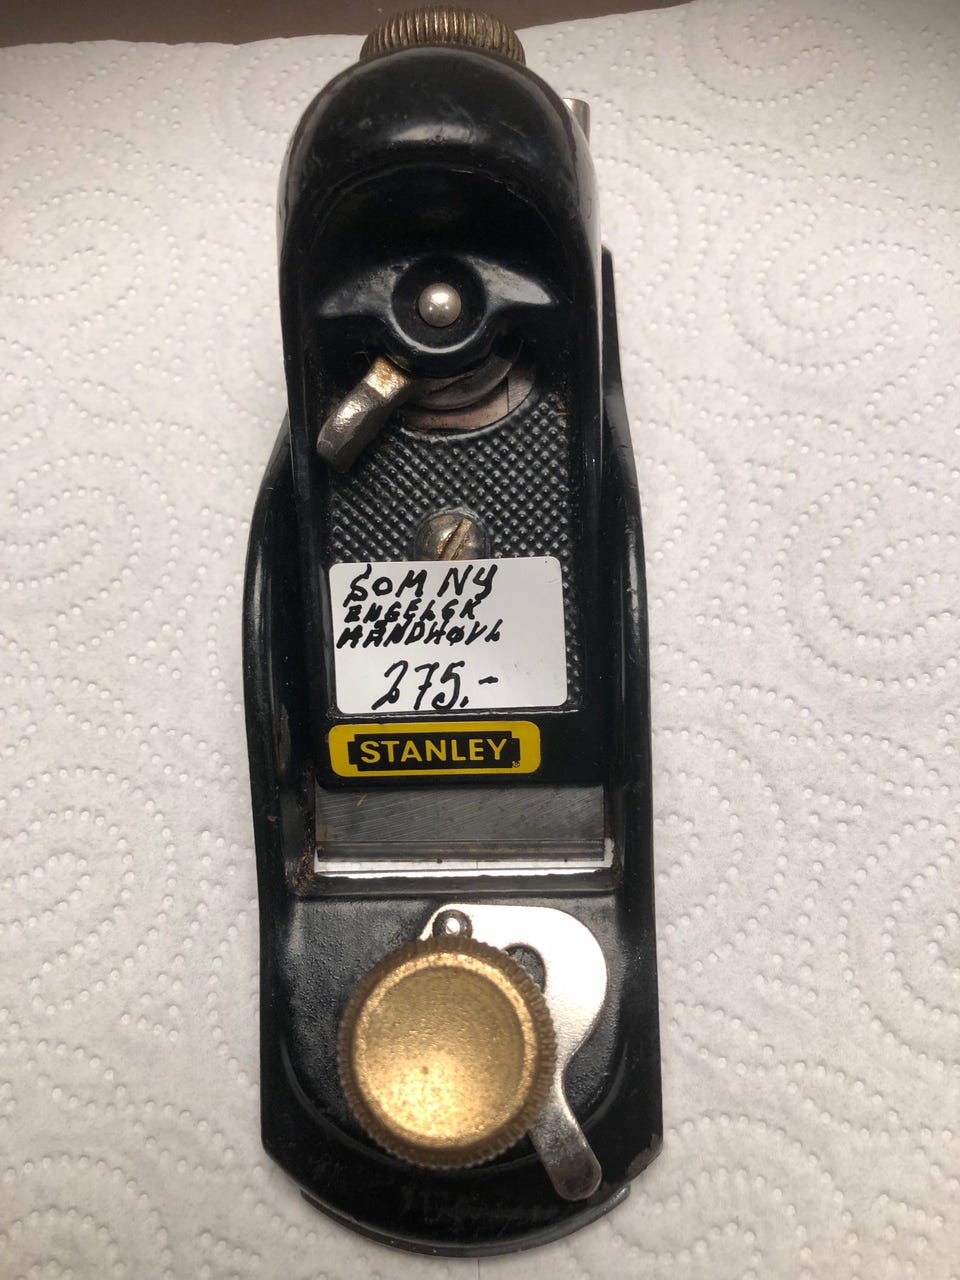 SOM NY
ENGELSK
HÅNDHØVL
275.-
STANLEY®